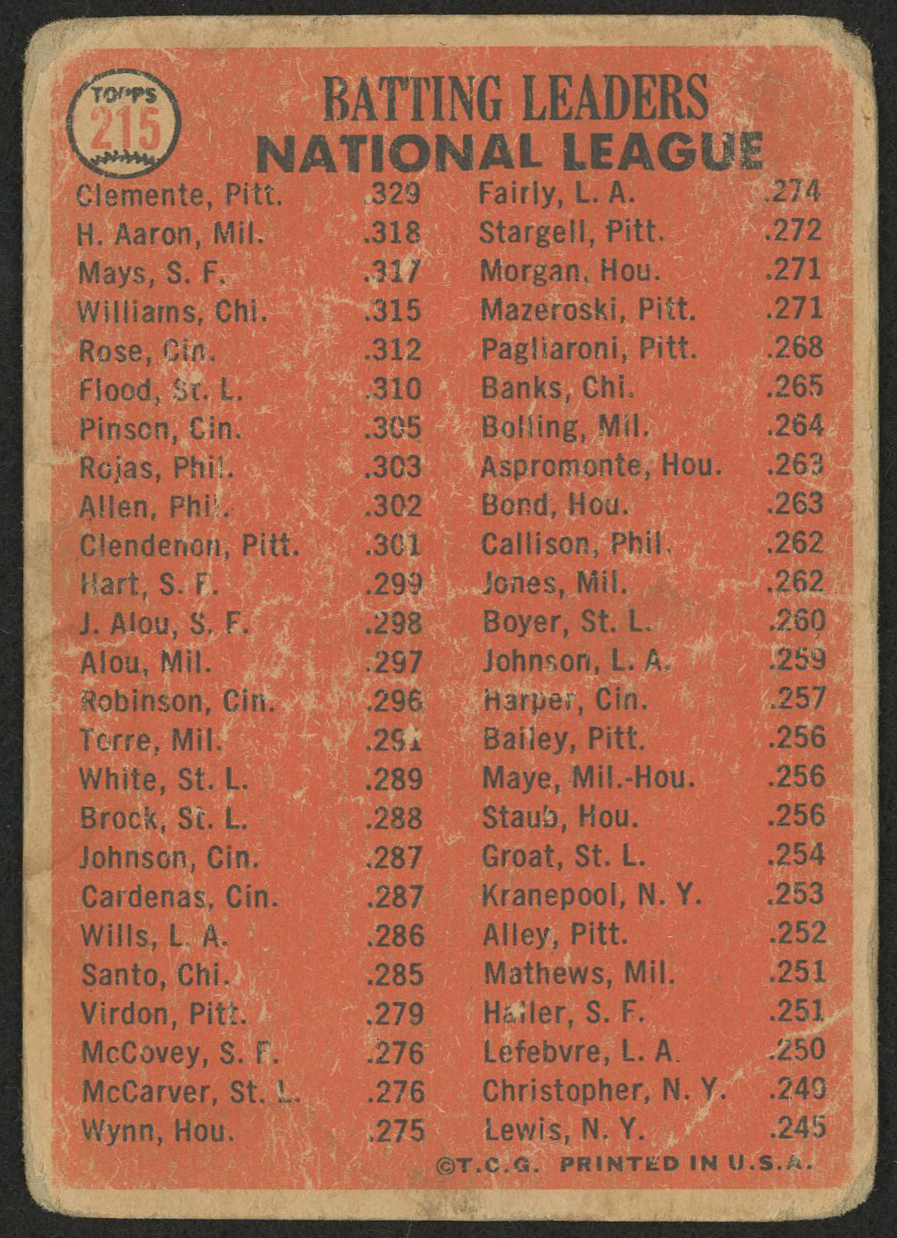 TOPPS
215
BATTING LEADERS
NATIONAL LEAGUE
Clemente, Pitt. .329
H. Aaron, Mil. .318
Mays, S. F. .317
Williams, Chi. .315
Rose, Cin. .312
Flood, St. L. .310
Pinson, Cin. .305
Rojas, Phil. .303
Allen, Phil. .302
Clendenon, Pitt. .301
Hart, S. F. .299
J. Alou, S. F. .298
Alou, Mil. .297
Robinson, Cin. .296
Torre, Mil. .291
White, St. L. .289
Brock, St. L. .288
Johnson, Cin. .287
Cardenas, Cin. .287
Wills, L. A. .286
Santo, Chi. .285
Virdon, Pitt. .279
McCovey, S. F. .276
McCarver, St. L. .276
Wynn, Hou. .275
Fairly, L. A. .274
Stargell, Pitt. .272
Morgan, Hou. .271
Mazeroski, Pitt. .271
Pagliaroni, Pitt. .268
Banks, Chi. .265
Bolling, Mil. .264
Aspromonte, Hou. .263
Bond, Hou. .263
Callison, Phil. .262
Jones, Mil. .262
Boyer, St. L. .260
Johnson, L. A. .259
Harper, Cin. .257
Bailey, Pitt. .256
Maye, Mil.-Hou. .256
Staub, Hou. .256
Groat, St. L. .254
Kranepool, N. Y. .253
Alley, Pitt. .252
Mathews, Mil. .251
Haller, S. F. .251
Lefebvre, L. A. .250
Christopher, N. Y. .249
Lewis, N. Y. .245
©T.C.G. PRINTED IN U.S.A.